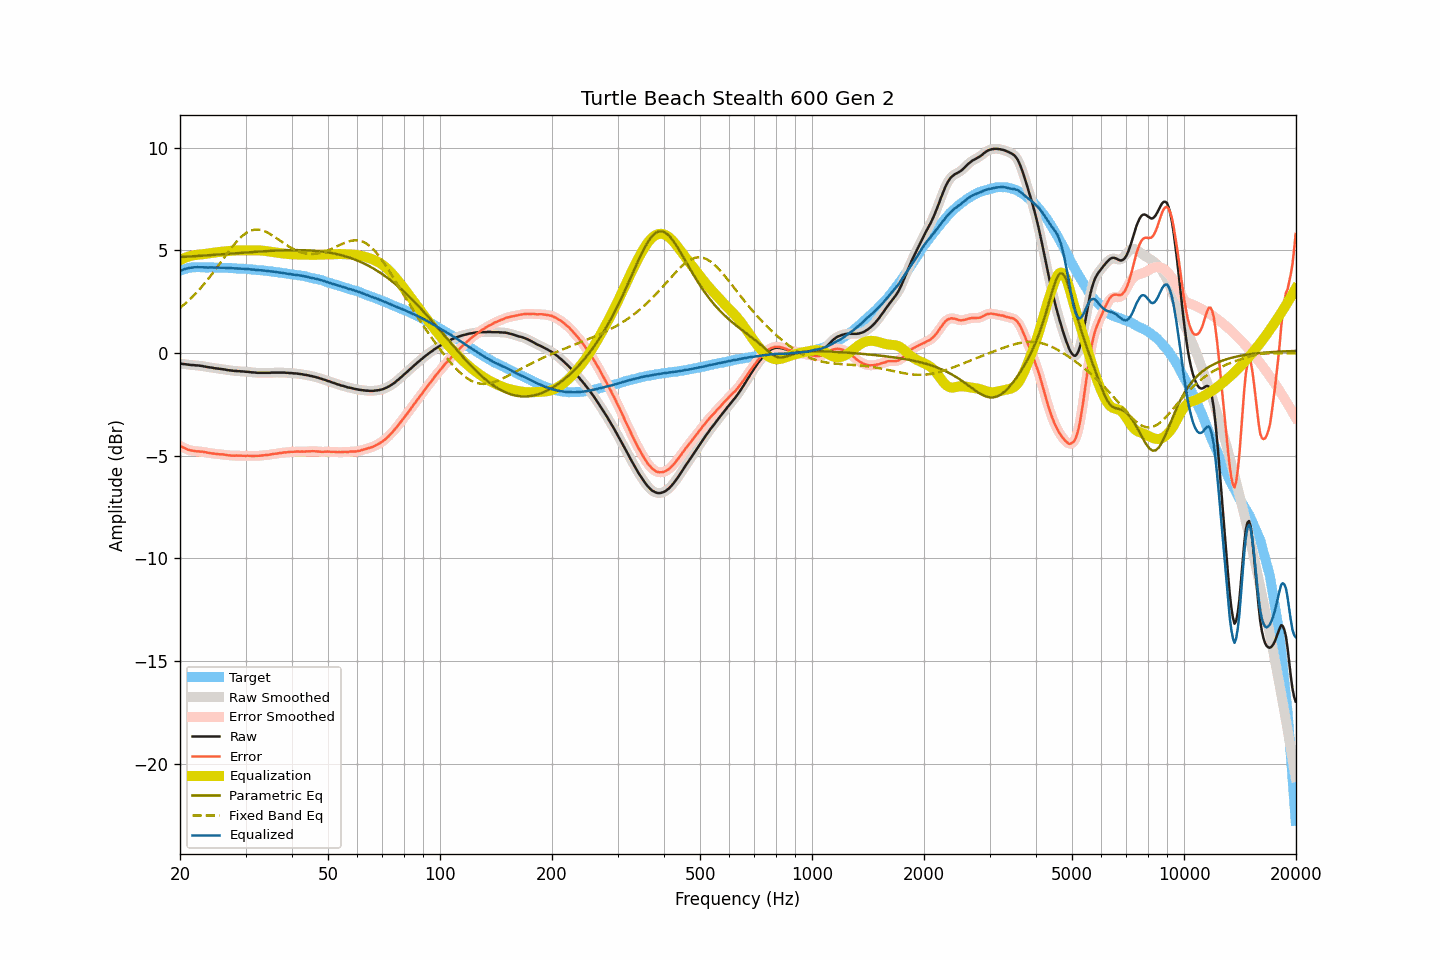 Turtle Beach Stealth 600 Gen 2
10
5
0
−5
−10
−15
−20
Amplitude (dBr)
Target
Raw Smoothed
Error Smoothed
Raw
Error
Equalization
Parametric Eq
Fixed Band Eq
Equalized
20 50 100 200 500 1000 2000 5000 10000 20000
Frequency (Hz)